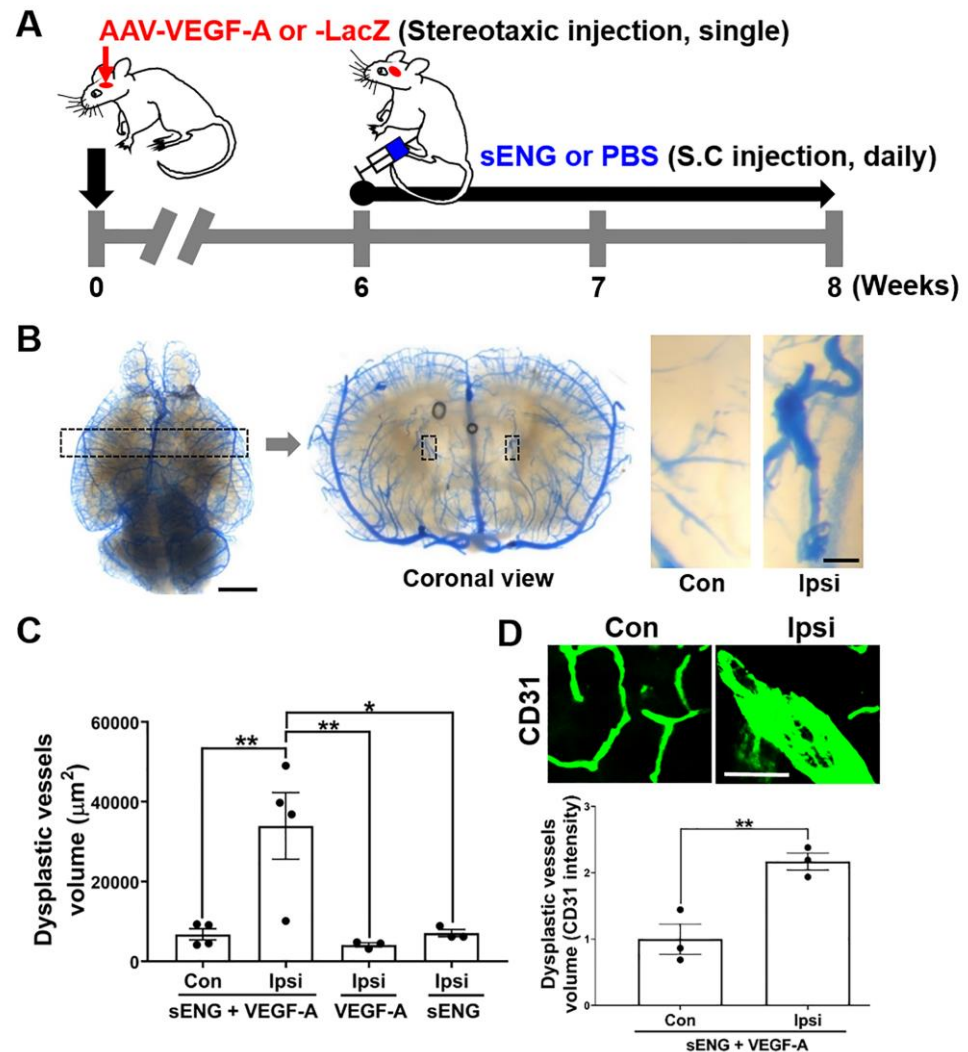 A
AAV-VEGF-A or -LacZ (Stereotaxic injection, single)
sENG or PBS (S.C injection, daily)
0 6 7 8 (Weeks)
B
Coronal view
Con Ipsi
C
Dysplastic vessels
volume (μm²)
60000
40000
20000
0
** ** *
Con Ipsi Ipsi Ipsi
sENG + VEGF-A VEGF-A sENG
D
Con Ipsi
CD31
Dysplastic vessels
volume (CD31 intensity)
3
2
1
0
**
Con Ipsi
sENG + VEGF-A